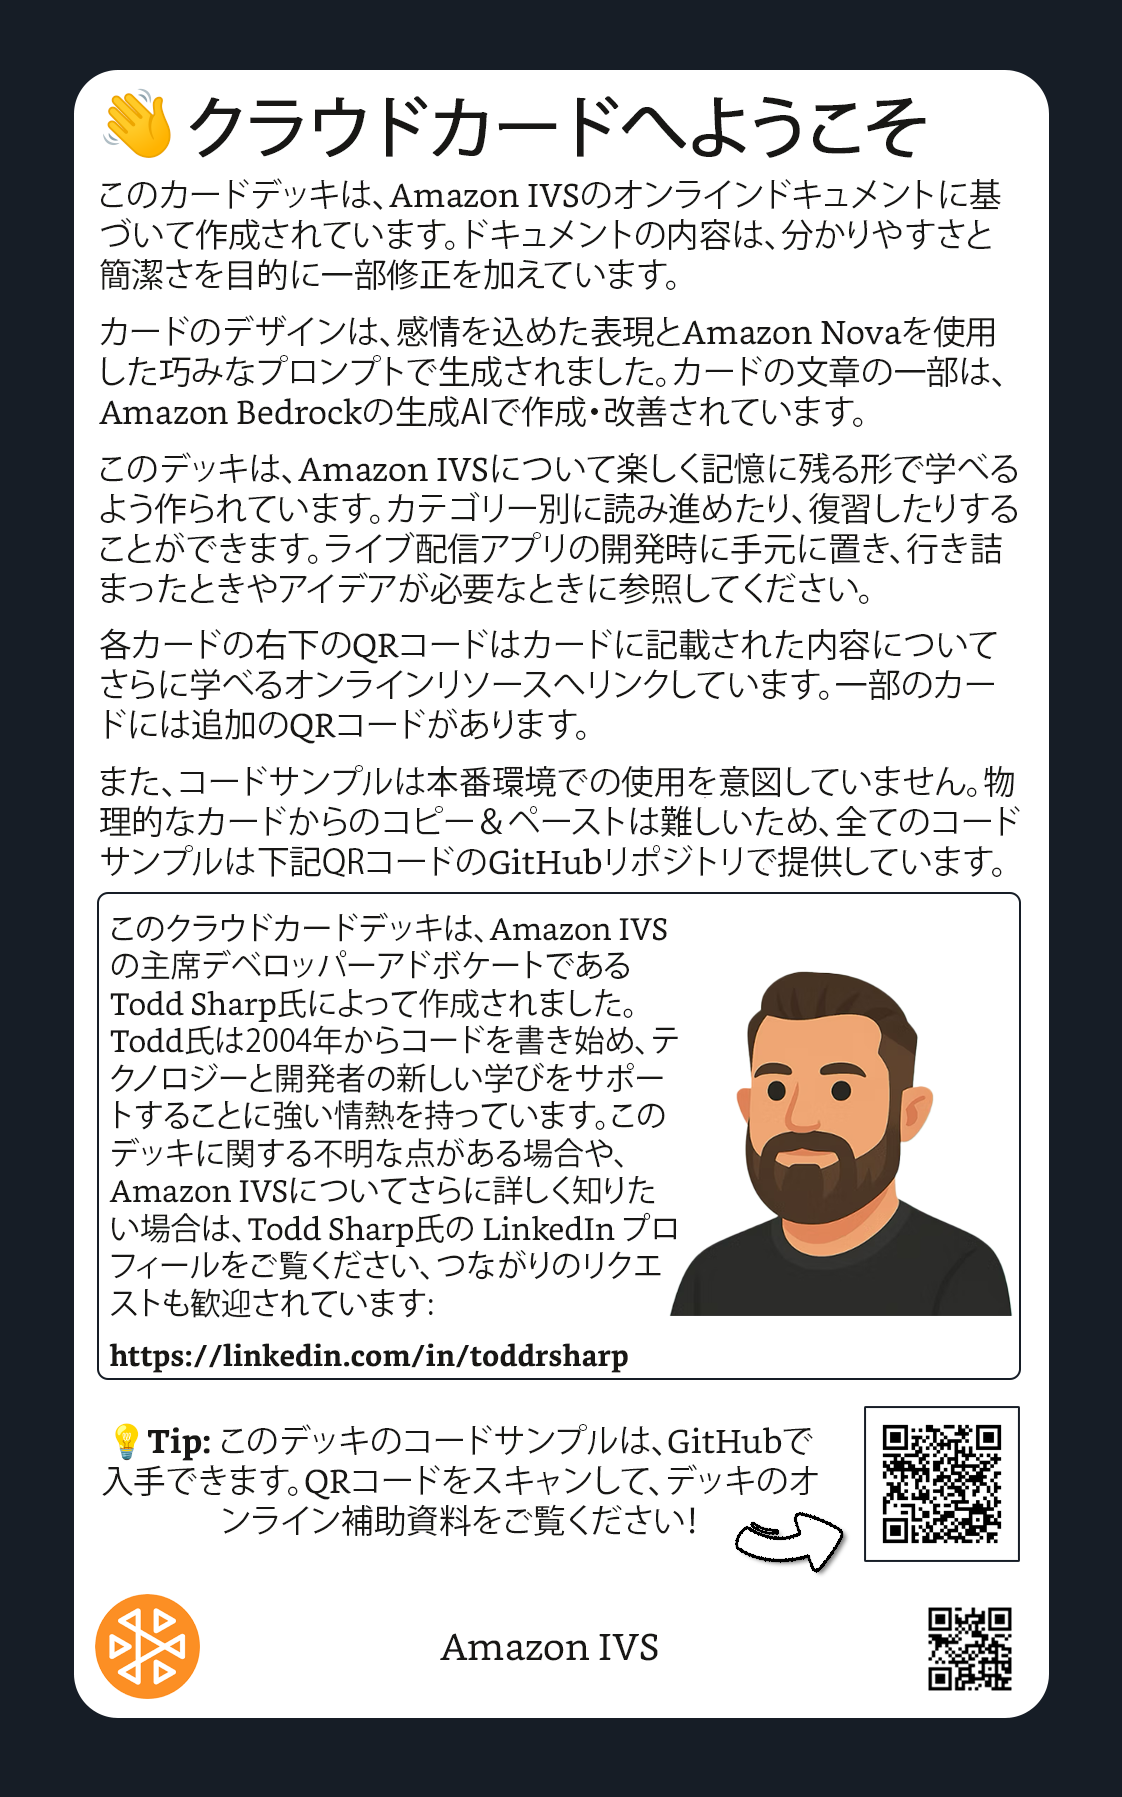 👋 クラウドカードへようこそ
このカードデッキは、Amazon IVSのオンラインドキュメントに基
づいて作成されています。ドキュメントの内容は、分かりやすさと
簡潔さを目的に一部修正を加えています。
カードのデザインは、感情を込めた表現とAmazon Novaを使用
した巧みなプロンプトで生成されました。カードの文章の一部は、
Amazon Bedrockの生成AIで作成・改善されています。
このデッキは、Amazon IVSについて楽しく記憶に残る形で学べる
よう作られています。カテゴリー別に読み進めたり、復習したりする
ことができます。ライブ配信アプリの開発時に手元に置き、行き詰
まったときやアイデアが必要なときに参照してください。
各カードの右下のQRコードはカードに記載された内容について
さらに学べるオンラインリソースへリンクしています。一部のカー
ドには追加のQRコードがあります。
また、コードサンプルは本番環境での使用を意図していません。物
理的なカードからのコピー＆ペーストは難しいため、全てのコード
サンプルは下記QRコードのGitHubリポジトリで提供しています。
このクラウドカードデッキは、Amazon IVS
の主席デベロッパーアドボケートである
Todd Sharp氏によって作成されました。
Todd氏は2004年からコードを書き始め、テ
クノロジーと開発者の新しい学びをサポー
トすることに強い情熱を持っています。この
デッキに関する不明な点がある場合や、
Amazon IVSについてさらに詳しく知りた
い場合は、Todd Sharp氏の LinkedIn プロ
フィールをご覧ください、つながりのリクエ
ストも歓迎されています:
https://linkedin.com/in/toddrsharp
💡Tip: このデッキのコードサンプルは、GitHubで
入手できます。QRコードをスキャンして、デッキのオ
ンライン補助資料をご覧ください!
Amazon IVS